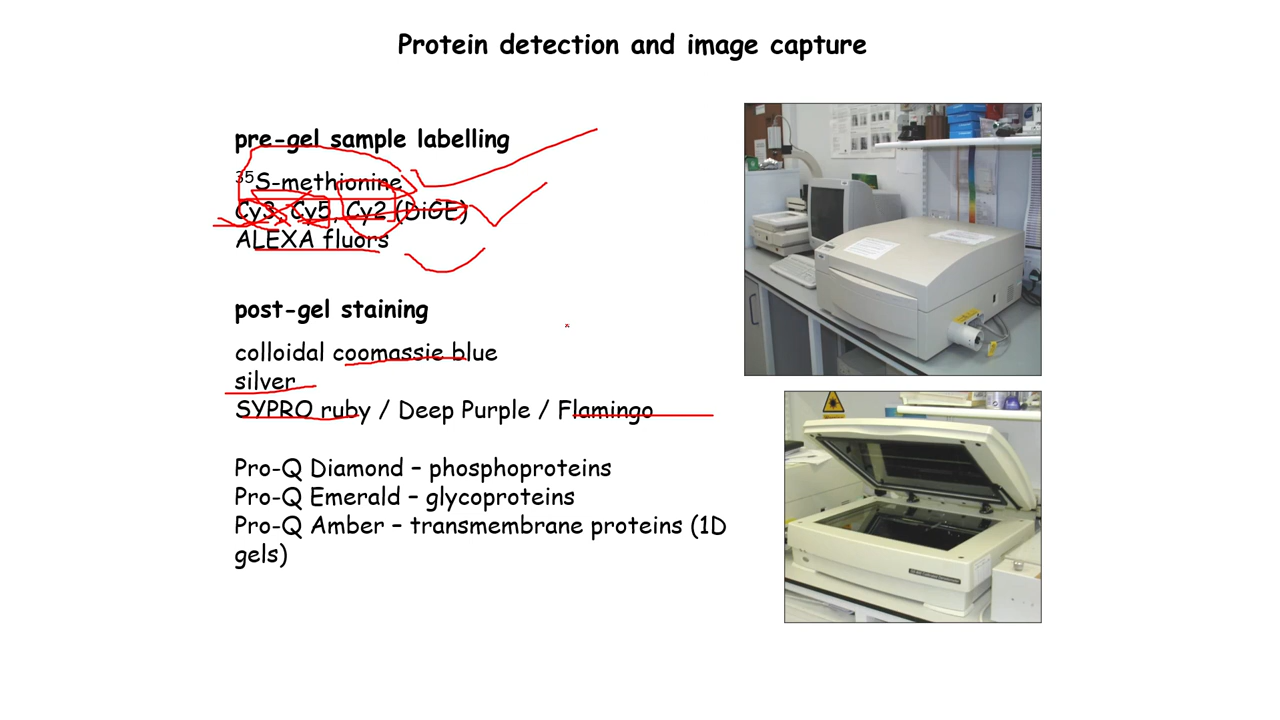 Protein detection and image capture
pre-gel sample labelling
³⁵S-methionine
Cy3, Cy5, Cy2 (DiGE)
ALEXA fluors
post-gel staining
colloidal coomassie blue
silver
SYPRO ruby / Deep Purple / Flamingo
Pro-Q Diamond – phosphoproteins
Pro-Q Emerald – glycoproteins
Pro-Q Amber – transmembrane proteins (1D
gels)